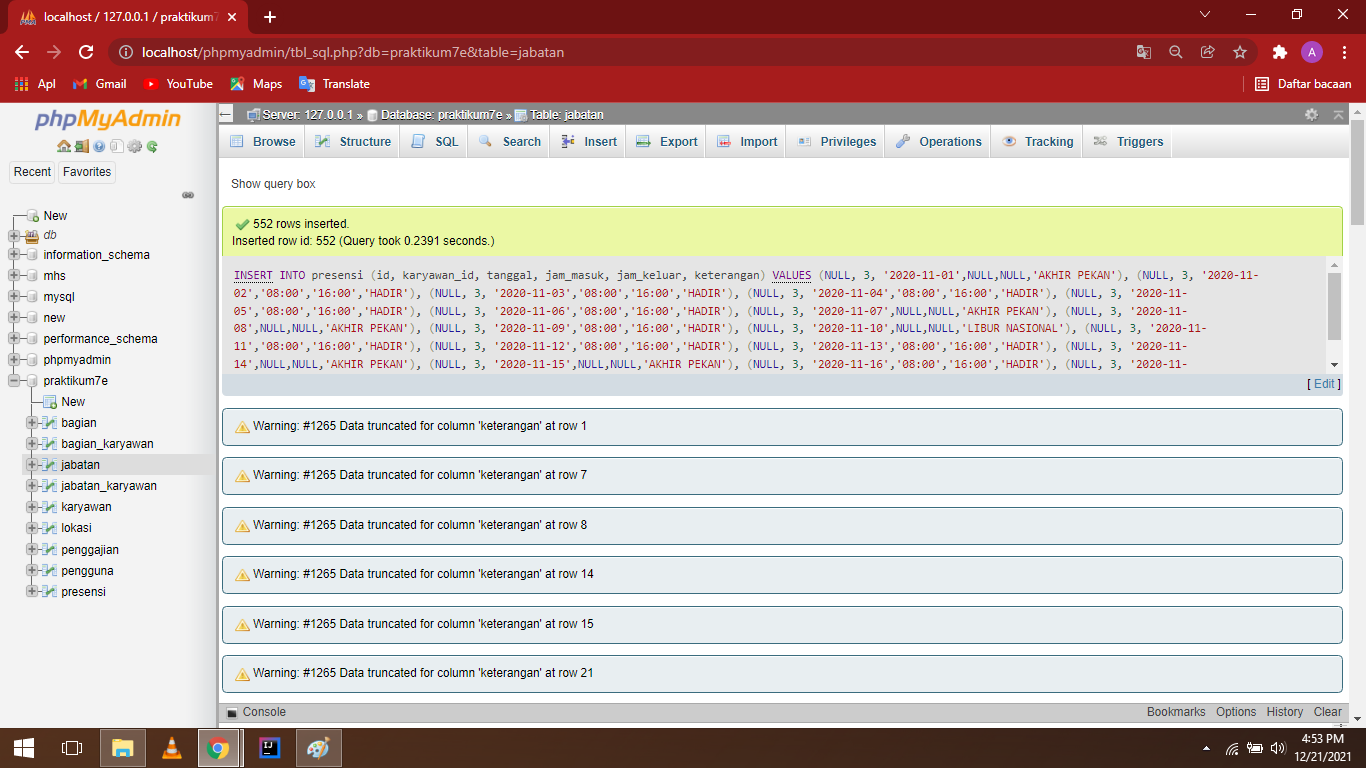 localhost / 127.0.0.1 / praktikum7
localhost/phpmyadmin/tbl_sql.php?db=praktikum7e&table=jabatan
A
Apl Gmail YouTube Maps Translate Daftar bacaan
phpMyAdmin
Recent Favorites
New
db
information_schema
mhs
mysql
new
performance_schema
phpmyadmin
praktikum7e
New
bagian
bagian_karyawan
jabatan
jabatan_karyawan
karyawan
lokasi
penggajian
pengguna
presensi
Server: 127.0.0.1 » Database: praktikum7e » Table: jabatan
Browse Structure SQL Search Insert Export Import Privileges Operations Tracking Triggers
Show query box
552 rows inserted.
Inserted row id: 552 (Query took 0.2391 seconds.)
INSERT INTO presensi (id, karyawan_id, tanggal, jam_masuk, jam_keluar, keterangan) VALUES (NULL, 3, '2020-11-01',NULL,NULL,'AKHIR PEKAN'), (NULL, 3, '2020-11-
02','08:00','16:00','HADIR'), (NULL, 3, '2020-11-03','08:00','16:00','HADIR'), (NULL, 3, '2020-11-04','08:00','16:00','HADIR'), (NULL, 3, '2020-11-
05','08:00','16:00','HADIR'), (NULL, 3, '2020-11-06','08:00','16:00','HADIR'), (NULL, 3, '2020-11-07',NULL,NULL,'AKHIR PEKAN'), (NULL, 3, '2020-11-
08',NULL,NULL,'AKHIR PEKAN'), (NULL, 3, '2020-11-09','08:00','16:00','HADIR'), (NULL, 3, '2020-11-10',NULL,NULL,'LIBUR NASIONAL'), (NULL, 3, '2020-11-
11','08:00','16:00','HADIR'), (NULL, 3, '2020-11-12','08:00','16:00','HADIR'), (NULL, 3, '2020-11-13','08:00','16:00','HADIR'), (NULL, 3, '2020-11-
14',NULL,NULL,'AKHIR PEKAN'), (NULL, 3, '2020-11-15',NULL,NULL,'AKHIR PEKAN'), (NULL, 3, '2020-11-16','08:00','16:00','HADIR'), (NULL, 3, '2020-11-
[ Edit ]
Warning: #1265 Data truncated for column 'keterangan' at row 1
Warning: #1265 Data truncated for column 'keterangan' at row 7
Warning: #1265 Data truncated for column 'keterangan' at row 8
Warning: #1265 Data truncated for column 'keterangan' at row 14
Warning: #1265 Data truncated for column 'keterangan' at row 15
Warning: #1265 Data truncated for column 'keterangan' at row 21
Console Bookmarks Options History Clear
IJ
4:53 PM
12/21/2021